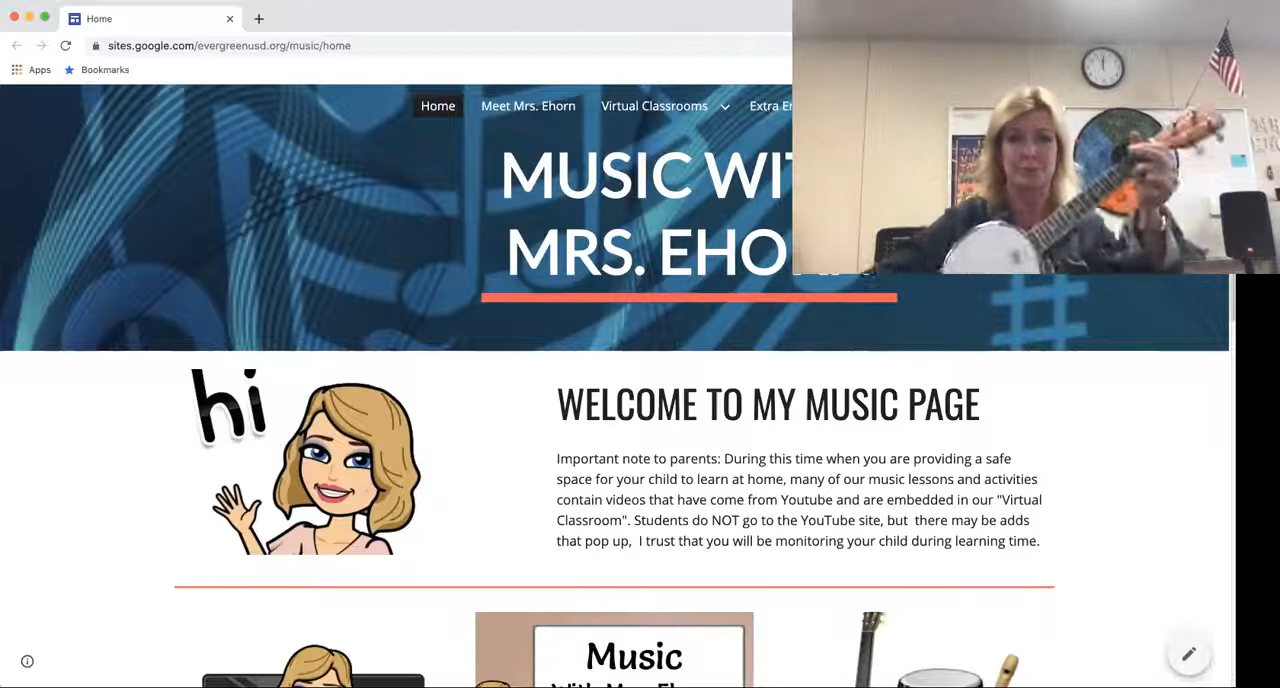 Home
sites.google.com/evergreenusd.org/music/home
Apps Bookmarks
Home Meet Mrs. Ehorn Virtual Classrooms Extra
MUSIC
MRS.
hi
WELCOME TO MY MUSIC PAGE
Important note to parents: During this time when you are providing a safe
space for your child to learn at home, many of our music lessons and activities
contain videos that have come from Youtube and are embedded in our "Virtual
Classroom". Students do NOT go to the YouTube site, but there may be adds
that pop up, I trust that you will be monitoring your child during learning time.
Music